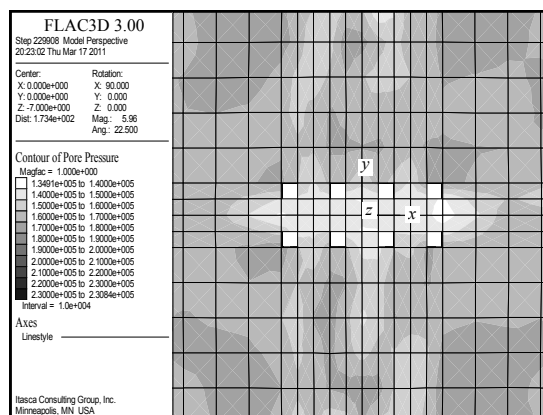 FLAC3D 3.00
Step 229908 Model Perspective
20:23:02 Thu Mar 17 2011
Center: Rotation:
X: 0.000e+000 X: 90.000
Y: 0.000e+000 Y: 0.000
Z: -7.000e+000 Z: 0.000
Dist: 1.734e+002 Mag.: 5.96
Ang.: 22.500
Contour of Pore Pressure
Magfac = 1.000e+000
1.3491e+005 to 1.4000e+005
1.4000e+005 to 1.5000e+005
1.5000e+005 to 1.6000e+005
1.6000e+005 to 1.7000e+005
1.7000e+005 to 1.8000e+005
1.8000e+005 to 1.9000e+005
1.9000e+005 to 2.0000e+005
2.0000e+005 to 2.1000e+005
2.1000e+005 to 2.2000e+005
2.2000e+005 to 2.3000e+005
2.3000e+005 to 2.3084e+005
Interval = 1.0e+004
Axes
Linestyle
Itasca Consulting Group, Inc.
Minneapolis, MN USA
y
z x